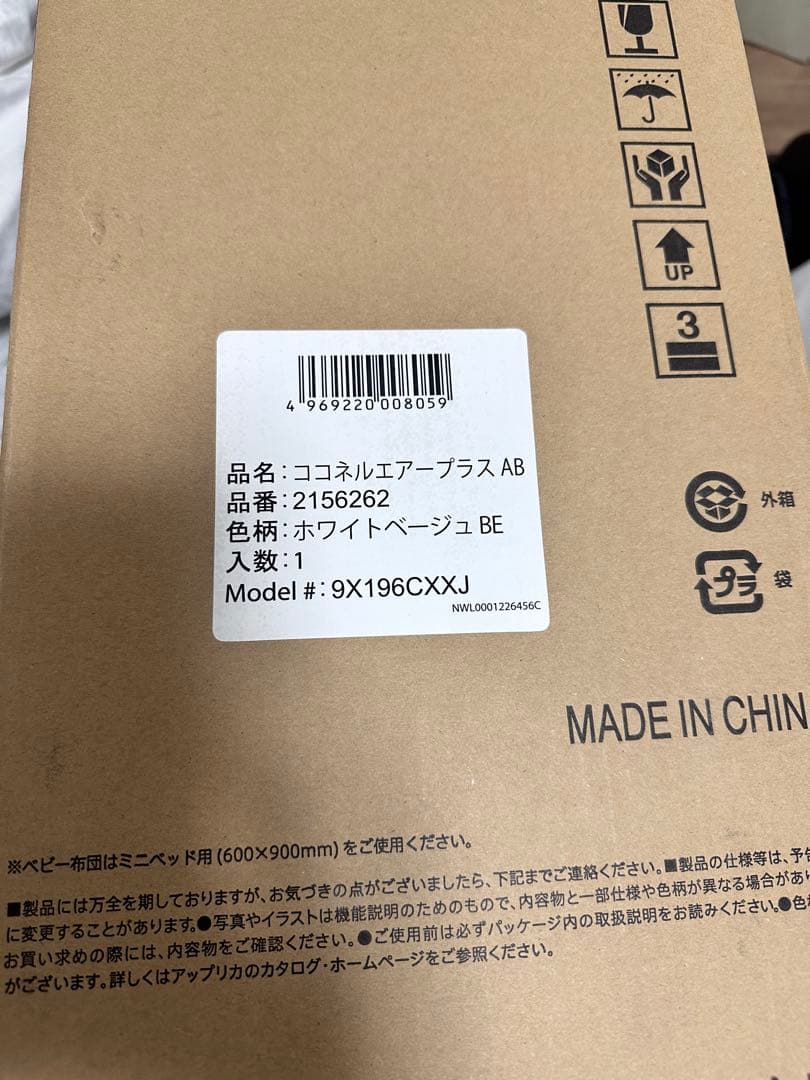 UP
3
4 969220 008059
品名:ココネルエアープラス AB
品番:2156262
色柄:ホワイトベージュ BE
入数:1
Model #:9X196CXXJ
NWL0001226456C
外箱
プラ 袋
MADE IN CHIN
※ベビー布団はミニベッド用(600×900mm)をご使用ください。
■製品には万全を期しておりますが、お気づきの点がございましたら、下記までご連絡ください。■製品の仕様等は、予告
に変更することがあります。●写真やイラストは機能説明のためのもので、内容物と一部仕様や色柄が異なる場合があり
お買い求めの際には、内容物をご確認ください。●ご使用前は必ずパッケージ内の取扱説明をお読みください。●色
がございます。詳しくはアップリカのカタログ・ホームページをご参照ください。